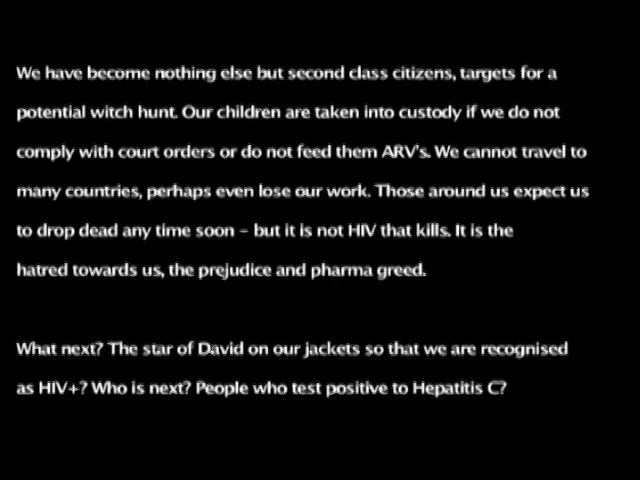 We have become nothing else but second class citizens, targets for a
potential witch hunt. Our children are taken into custody if we do not
comply with court orders or do not feed them ARV's. We cannot travel to
many countries, perhaps even lose our work. Those around us expect us
to drop dead any time soon – but it is not HIV that kills. It is the
hatred towards us, the prejudice and pharma greed.
What next? The star of David on our jackets so that we are recognised
as HIV+? Who is next? People who test positive to Hepatitis C?